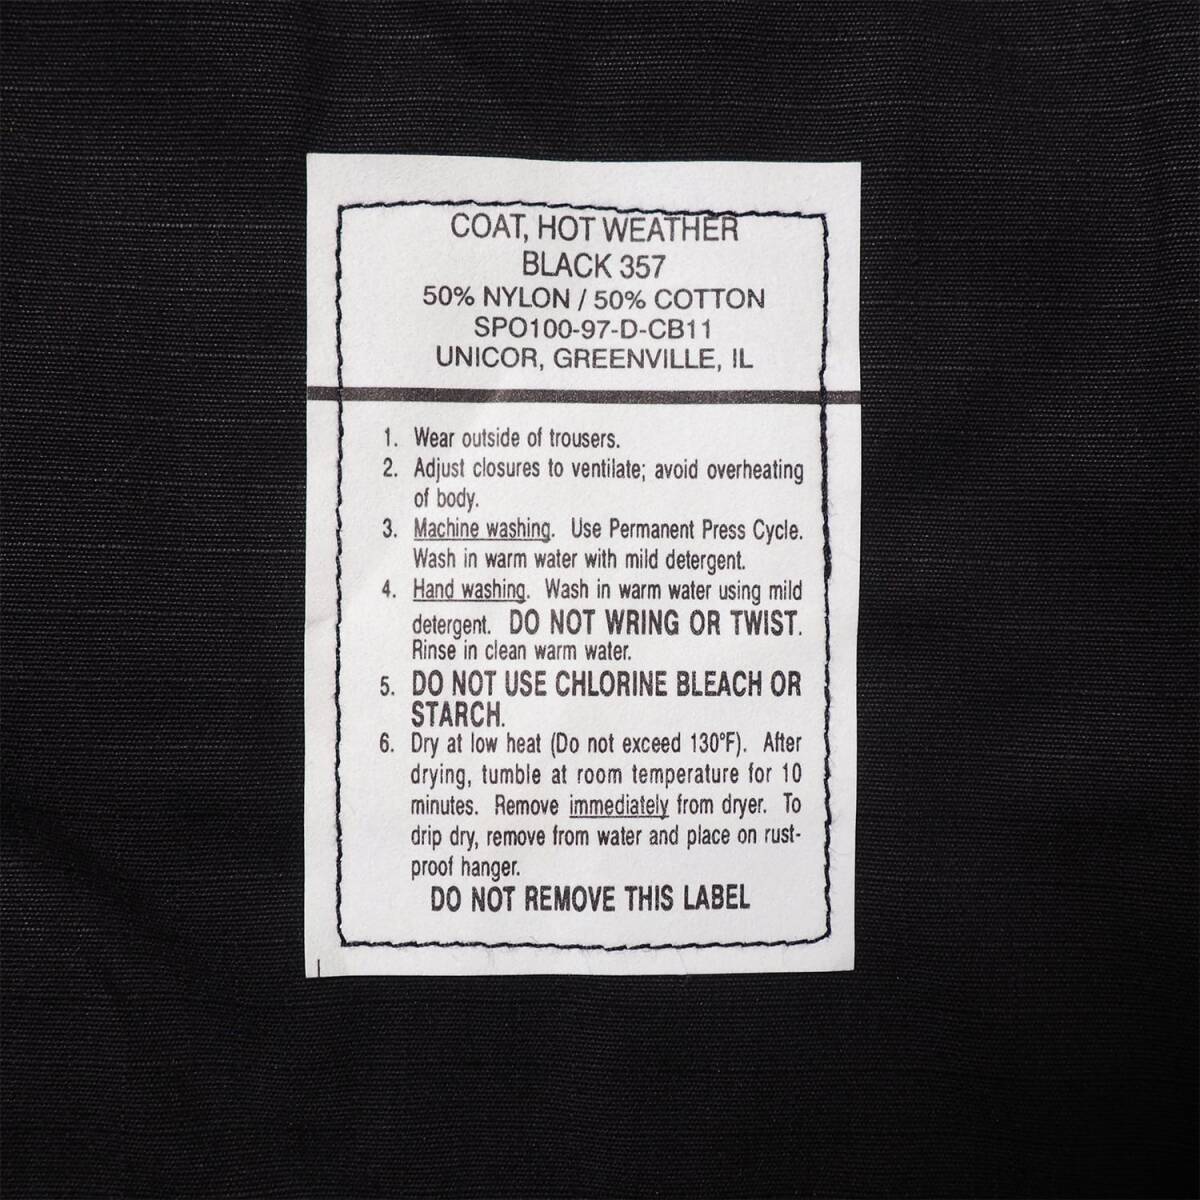 COAT, HOT WEATHER
BLACK 357
50% NYLON / 50% COTTON
SPO100-97-D-CB11
UNICOR, GREENVILLE, IL
1. Wear outside of trousers.
2. Adjust closures to ventilate; avoid overheating
of body.
3. Machine washing. Use Permanent Press Cycle.
Wash in warm water with mild detergent.
4. Hand washing. Wash in warm water using mild
detergent. DO NOT WRING OR TWIST.
Rinse in clean warm water.
5. DO NOT USE CHLORINE BLEACH OR
STARCH.
6. Dry at low heat (Do not exceed 130°F). After
drying, tumble at room temperature for 10
minutes. Remove immediately from dryer. To
drip dry, remove from water and place on rust-
proof hanger.
DO NOT REMOVE THIS LABEL